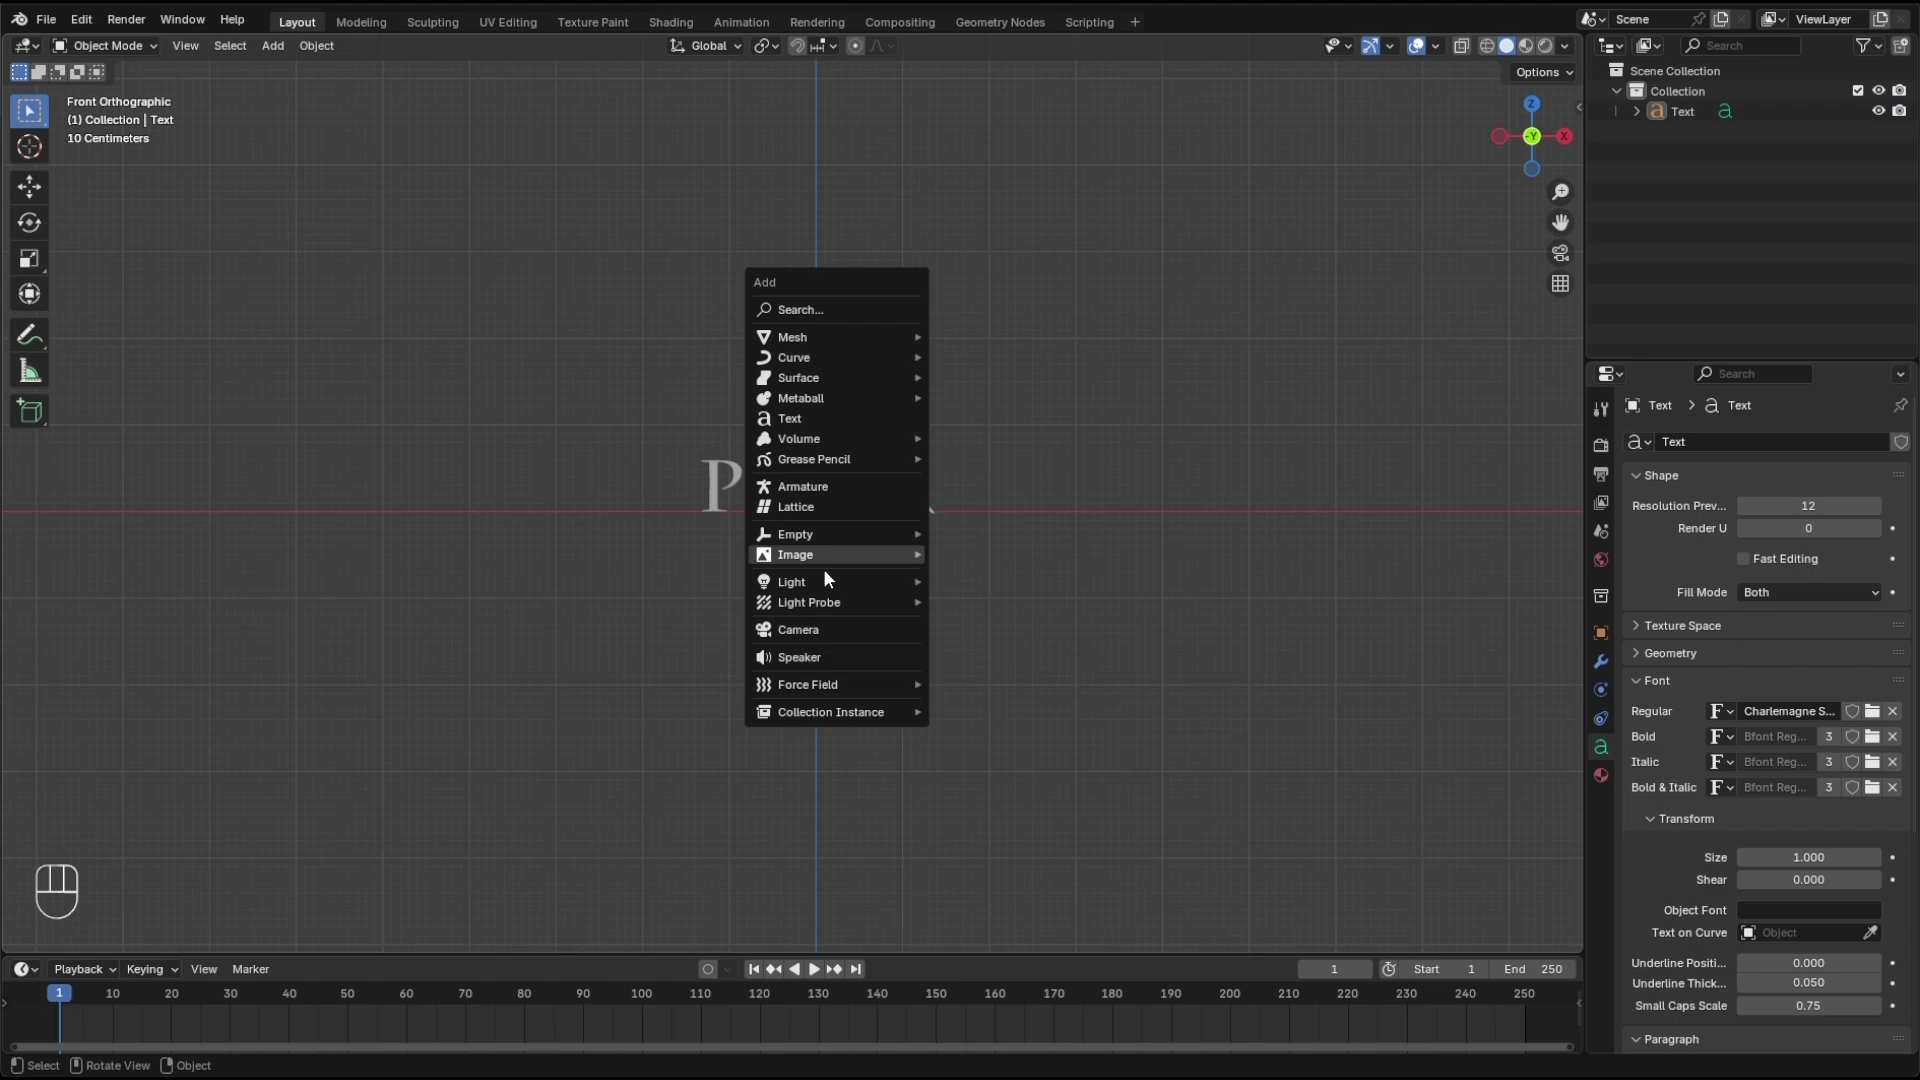 File Edit Render Window Help Layout Modeling Sculpting UV Editing Texture Paint Shading Animation Rendering Compositing Geometry Nodes Scripting + Scene ViewLayer
Object Mode View Select Add Object Global Search
Options
Front Orthographic
(1) Collection | Text
10 Centimeters
Z
-Y
X
Scene Collection
Collection
Text
P
Add
Search...
Mesh
Curve
Surface
Metaball
Text
Volume
Grease Pencil
Armature
Lattice
Empty
Image
Light
Light Probe
Camera
Speaker
Force Field
Collection Instance
Search
Text > Text
Text
Shape
Resolution Prev... 12
Render U 0
Fast Editing
Fill Mode Both
Texture Space
Geometry
Font
Regular Charlemagne S...
Bold Bfont Reg... 3
Italic Bfont Reg... 3
Bold & Italic Bfont Reg... 3
Transform
Size 1.000
Shear 0.000
Object Font
Text on Curve Object
Underline Positi... 0.000
Underline Thick... 0.050
Small Caps Scale 0.75
Paragraph
Playback Keying View Marker 1 Start 1 End 250
1 10 20 30 40 50 60 70 80 90 100 110 120 130 140 150 160 170 180 190 200 210 220 230 240 250
Select Rotate View Object